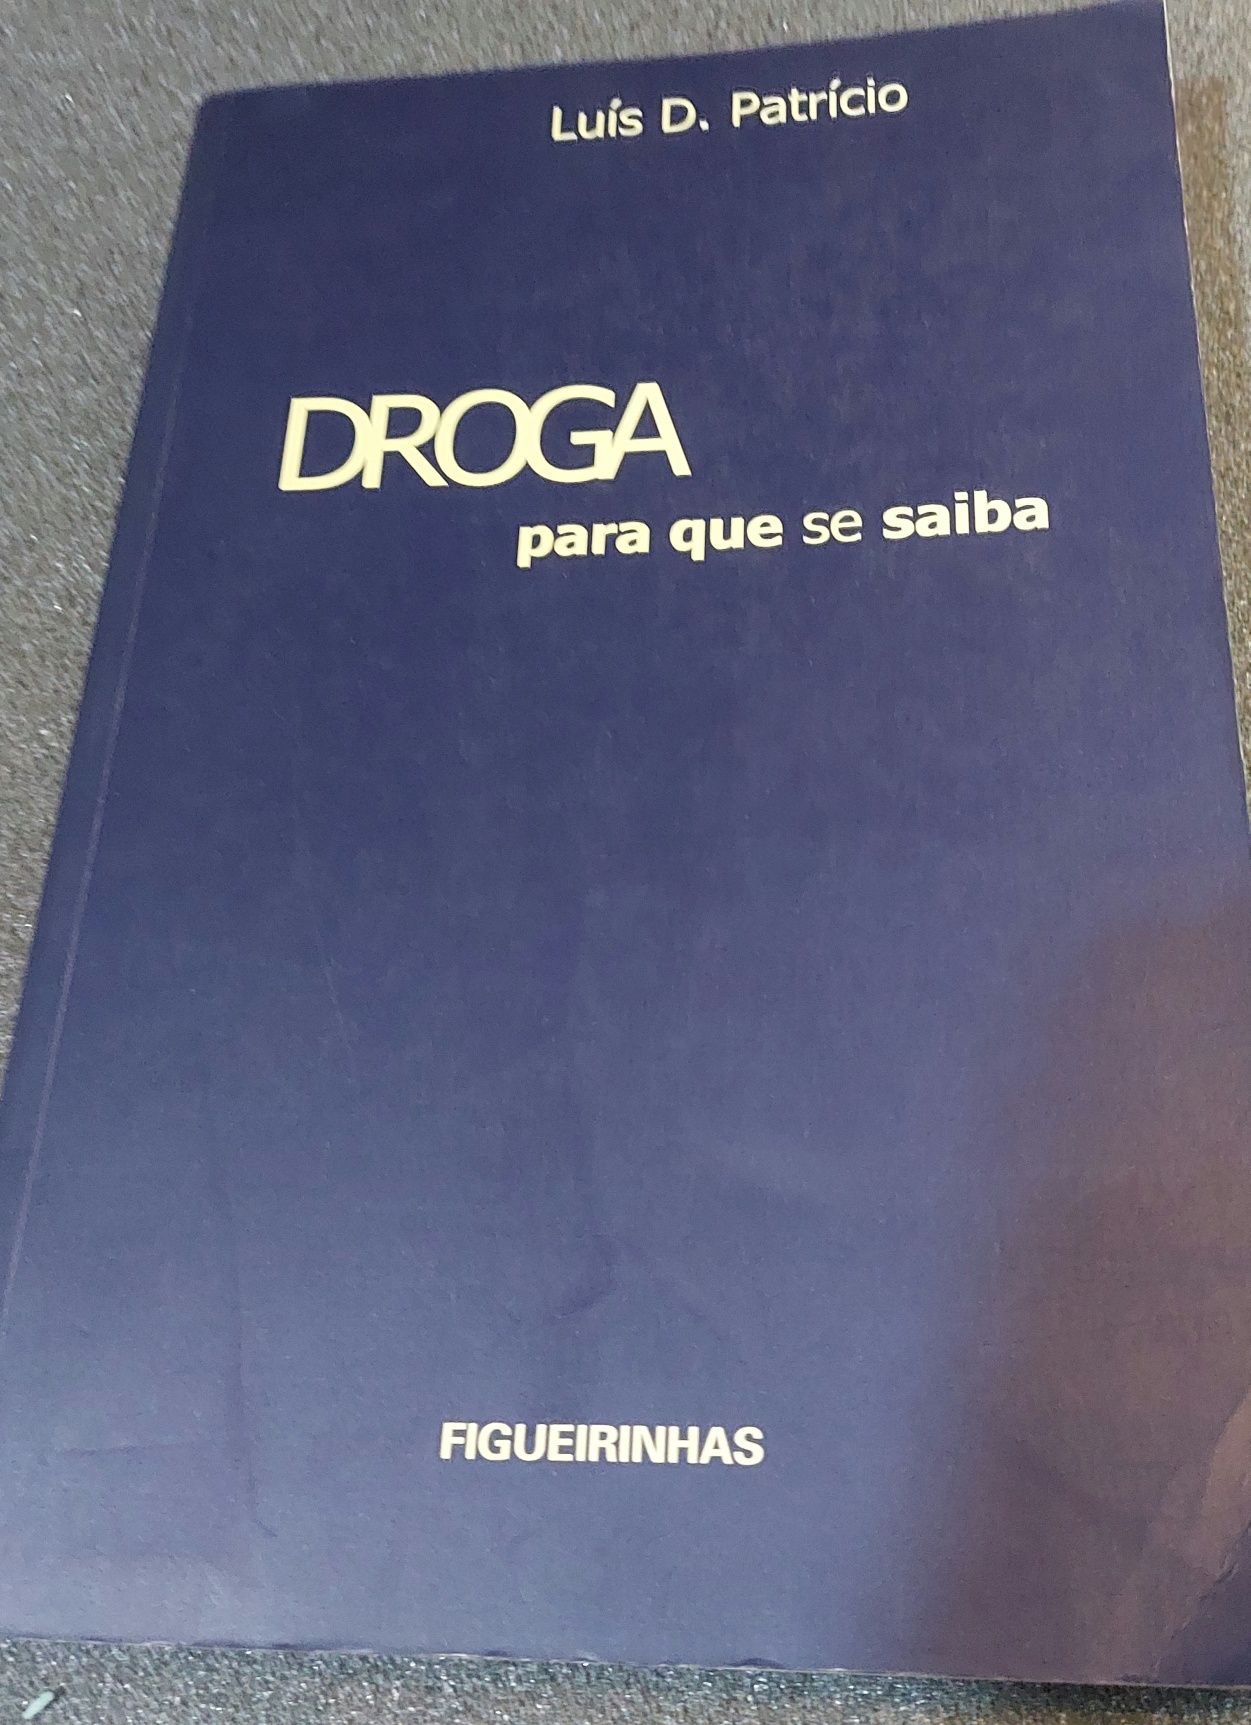 Luís D. Patrício
DROGA
para que se saiba
FIGUEIRINHAS